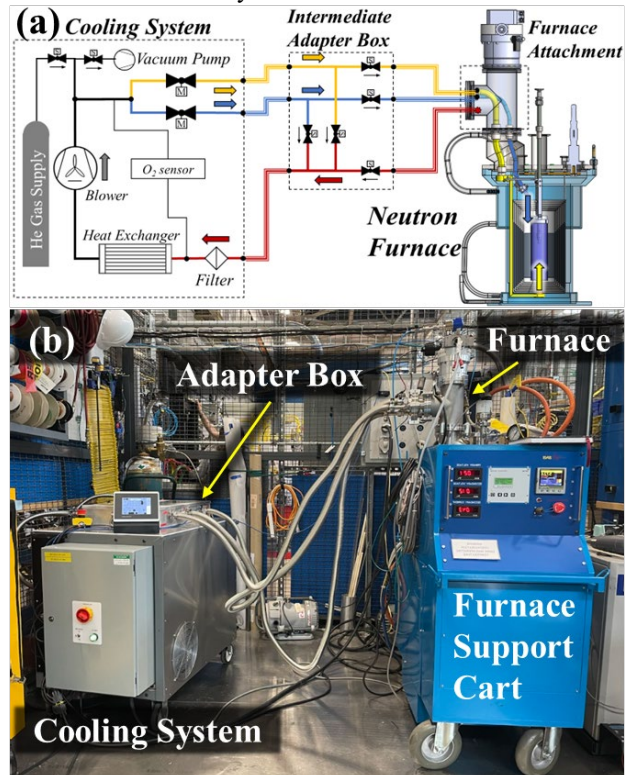 (a)
Cooling System
Intermediate
Adapter Box
Furnace
Attachment
S
S
Vacuum Pump
M
M
S
S
S
S
S
He Gas Supply
Blower
O₂ sensor
Heat Exchanger
Filter
Neutron
Furnace
(b)
Furnace
Adapter Box
Cooling System
Furnace
Support
Cart